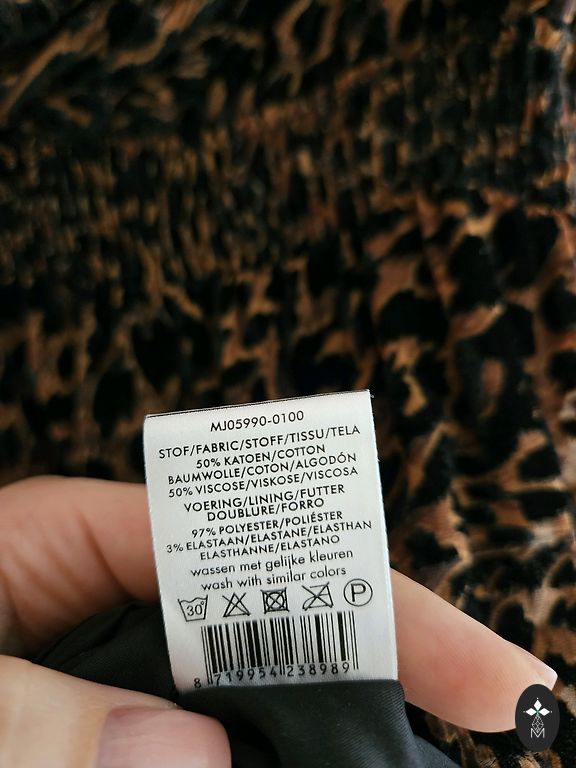 MJ05990-0100
STOF/FABRIC/STOFF/TISSU/TELA
50% KATOEN/COTTON
BAUMWOLLE/COTON/ALGODÓN
50% VISCOSE/VISKOSE/VISCOSA
VOERING/LINING/FUTTER
DOUBLURE/FORRO
97% POLYESTER/POLIÉSTER
3% ELASTAAN/ELASTANE/ELASTHAN
ELASTHANNE/ELASTANO
wassen met gelijke kleuren
wash with similar colors
30° P
8 719954 238989
M